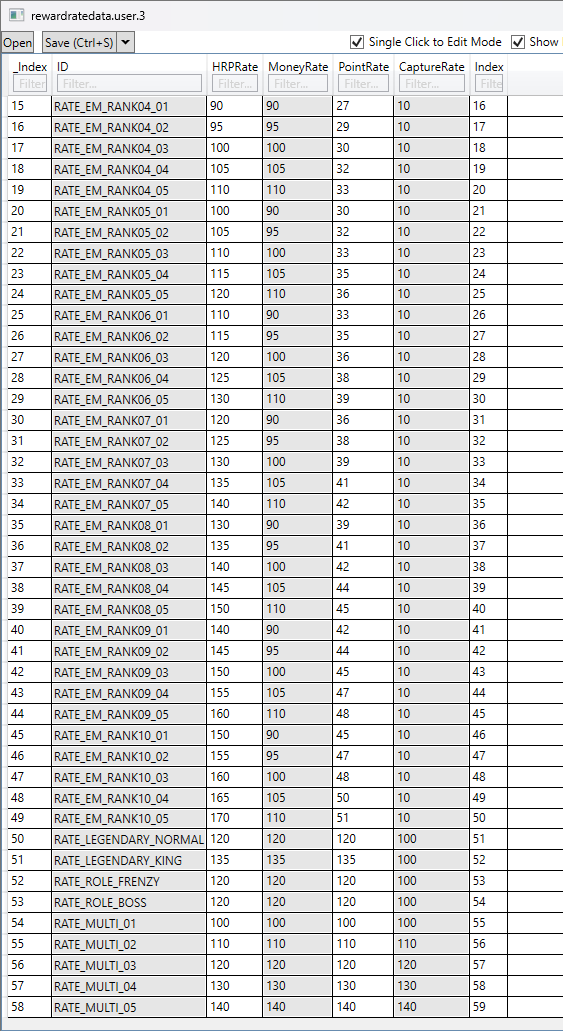 rewardratedata.user.3
Open Save (Ctrl+S) Single Click to Edit Mode Show
_Index ID HRPRate MoneyRate PointRate CaptureRate Index
Filter Filter... Filter... Filter... Filter... Filter... Filte
15 RATE_EM_RANK04_01 90 90 27 10 16
16 RATE_EM_RANK04_02 95 95 29 10 17
17 RATE_EM_RANK04_03 100 100 30 10 18
18 RATE_EM_RANK04_04 105 105 32 10 19
19 RATE_EM_RANK04_05 110 110 33 10 20
20 RATE_EM_RANK05_01 100 90 30 10 21
21 RATE_EM_RANK05_02 105 95 32 10 22
22 RATE_EM_RANK05_03 110 100 33 10 23
23 RATE_EM_RANK05_04 115 105 35 10 24
24 RATE_EM_RANK05_05 120 110 36 10 25
25 RATE_EM_RANK06_01 110 90 33 10 26
26 RATE_EM_RANK06_02 115 95 35 10 27
27 RATE_EM_RANK06_03 120 100 36 10 28
28 RATE_EM_RANK06_04 125 105 38 10 29
29 RATE_EM_RANK06_05 130 110 39 10 30
30 RATE_EM_RANK07_01 120 90 36 10 31
31 RATE_EM_RANK07_02 125 95 38 10 32
32 RATE_EM_RANK07_03 130 100 39 10 33
33 RATE_EM_RANK07_04 135 105 41 10 34
34 RATE_EM_RANK07_05 140 110 42 10 35
35 RATE_EM_RANK08_01 130 90 39 10 36
36 RATE_EM_RANK08_02 135 95 41 10 37
37 RATE_EM_RANK08_03 140 100 42 10 38
38 RATE_EM_RANK08_04 145 105 44 10 39
39 RATE_EM_RANK08_05 150 110 45 10 40
40 RATE_EM_RANK09_01 140 90 42 10 41
41 RATE_EM_RANK09_02 145 95 44 10 42
42 RATE_EM_RANK09_03 150 100 45 10 43
43 RATE_EM_RANK09_04 155 105 47 10 44
44 RATE_EM_RANK09_05 160 110 48 10 45
45 RATE_EM_RANK10_01 150 90 45 10 46
46 RATE_EM_RANK10_02 155 95 47 10 47
47 RATE_EM_RANK10_03 160 100 48 10 48
48 RATE_EM_RANK10_04 165 105 50 10 49
49 RATE_EM_RANK10_05 170 110 51 10 50
50 RATE_LEGENDARY_NORMAL 120 120 120 100 51
51 RATE_LEGENDARY_KING 135 135 135 100 52
52 RATE_ROLE_FRENZY 120 120 120 100 53
53 RATE_ROLE_BOSS 120 120 120 100 54
54 RATE_MULTI_01 100 100 100 100 55
55 RATE_MULTI_02 110 110 110 110 56
56 RATE_MULTI_03 120 120 120 120 57
57 RATE_MULTI_04 130 130 130 130 58
58 RATE_MULTI_05 140 140 140 140 59